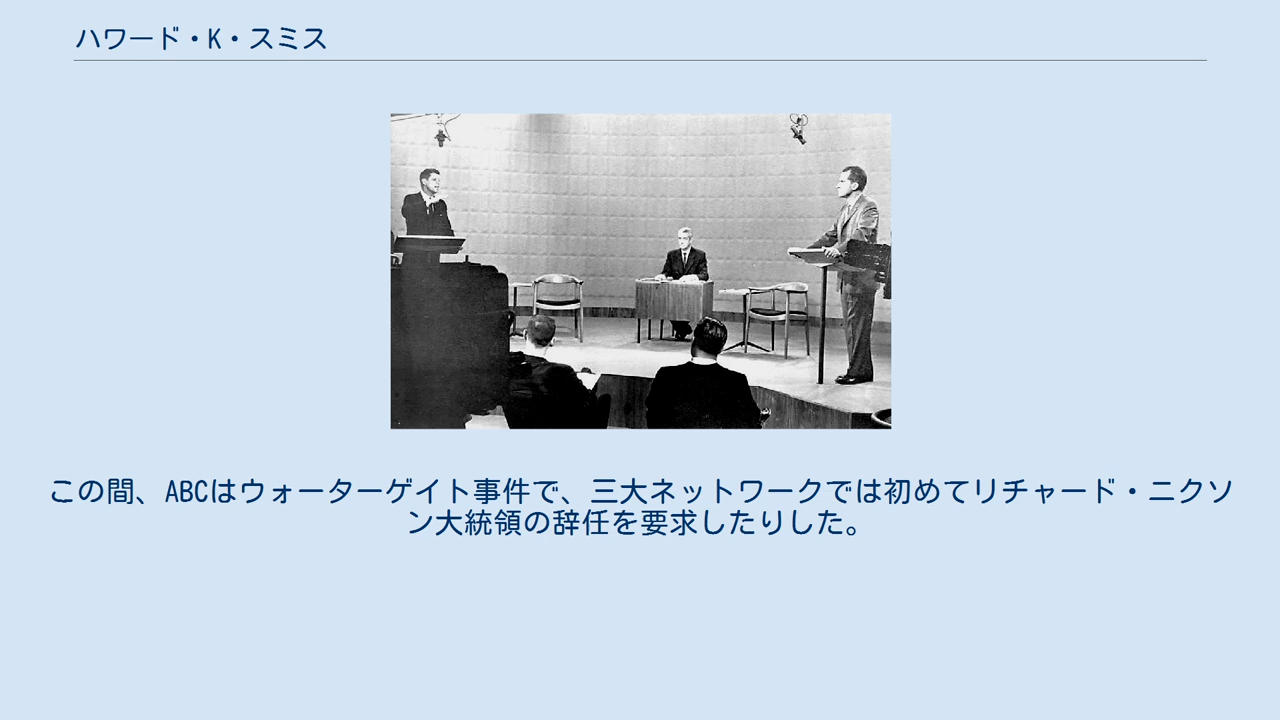 ハワード・K・スミス
この間、ABCはウォーターゲイト事件で、三大ネットワークでは初めてリチャード・ニクソ
ン大統領の辞任を要求したりした。